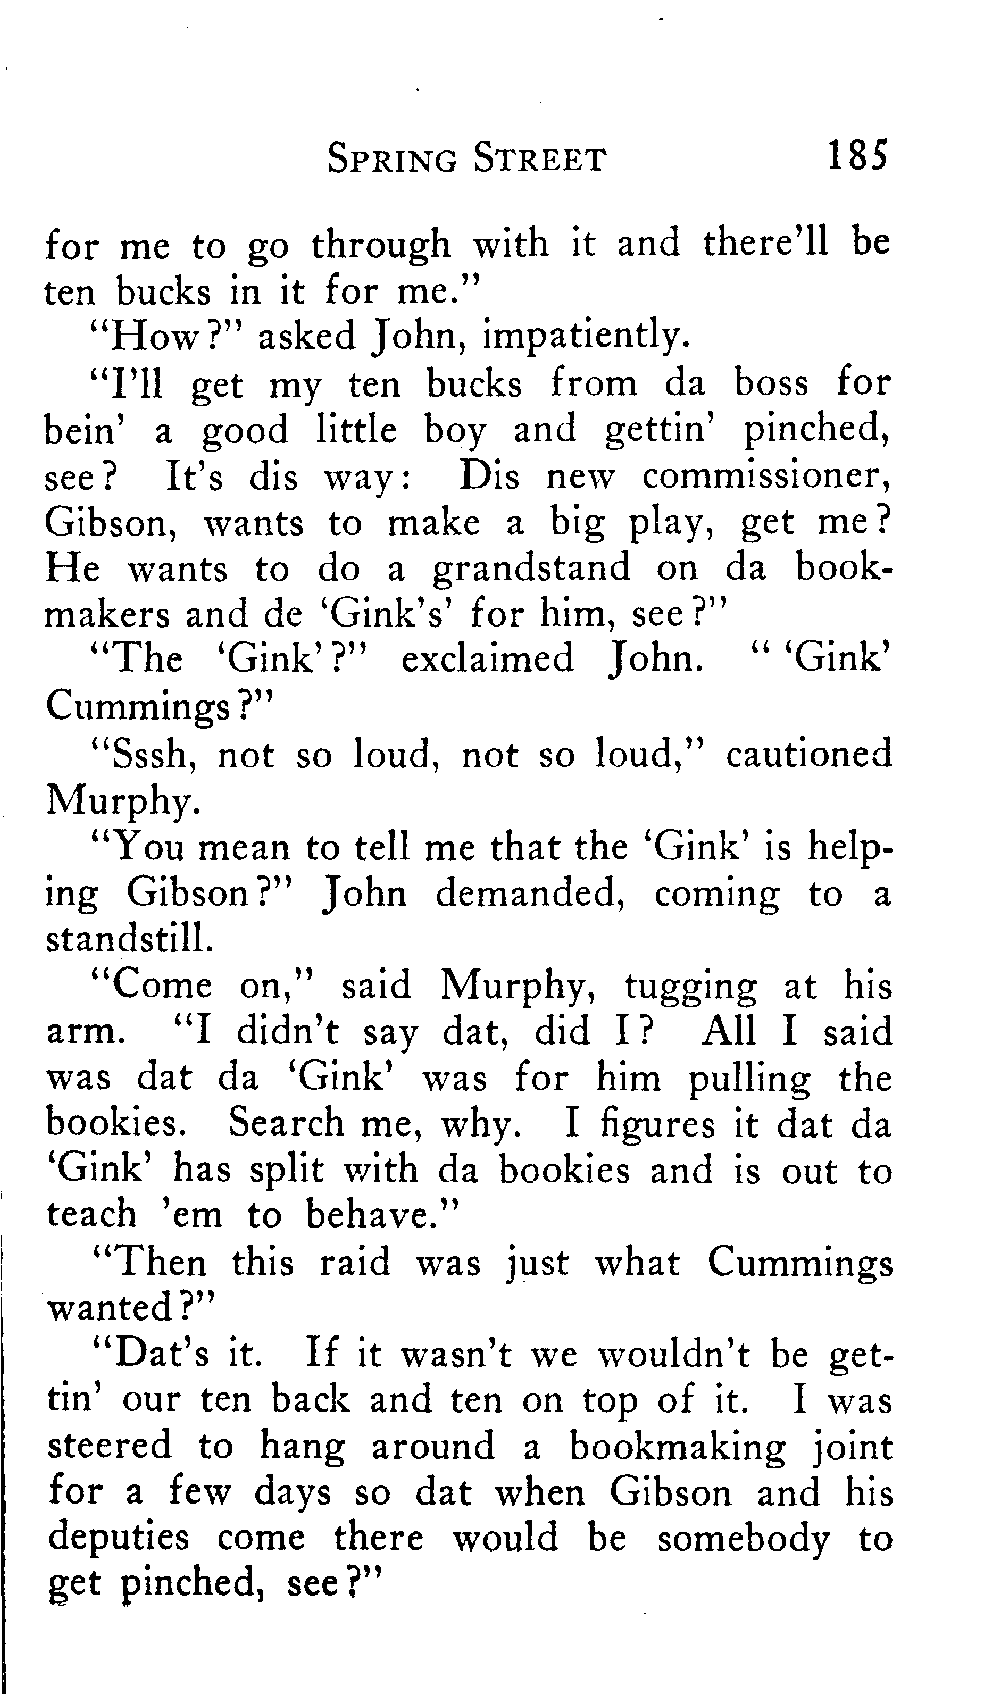 SPRING STREET 185
for me to go through with it and there'll be
ten bucks in it for me."
"How?" asked John, impatiently.
"I'll get my ten bucks from da boss for
bein' a good little boy and gettin' pinched,
see? It's dis way: Dis new commissioner,
Gibson, wants to make a big play, get me?
He wants to do a grandstand on da book-
makers and de 'Gink's' for him, see?"
"The 'Gink'?" exclaimed John. " 'Gink'
Cummings?"
"Sssh, not so loud, not so loud," cautioned
Murphy.
"You mean to tell me that the 'Gink' is help-
ing Gibson?" John demanded, coming to a
standstill.
"Come on," said Murphy, tugging at his
arm. "I didn't say dat, did I? All I said
was dat da 'Gink' was for him pulling the
bookies. Search me, why. I figures it dat da
'Gink' has split with da bookies and is out to
teach 'em to behave."
"Then this raid was just what Cummings
wanted?"
"Dat's it. If it wasn't we wouldn't be get-
tin' our ten back and ten on top of it. I was
steered to hang around a bookmaking joint
for a few days so dat when Gibson and his
deputies come there would be somebody to
get pinched, see?"